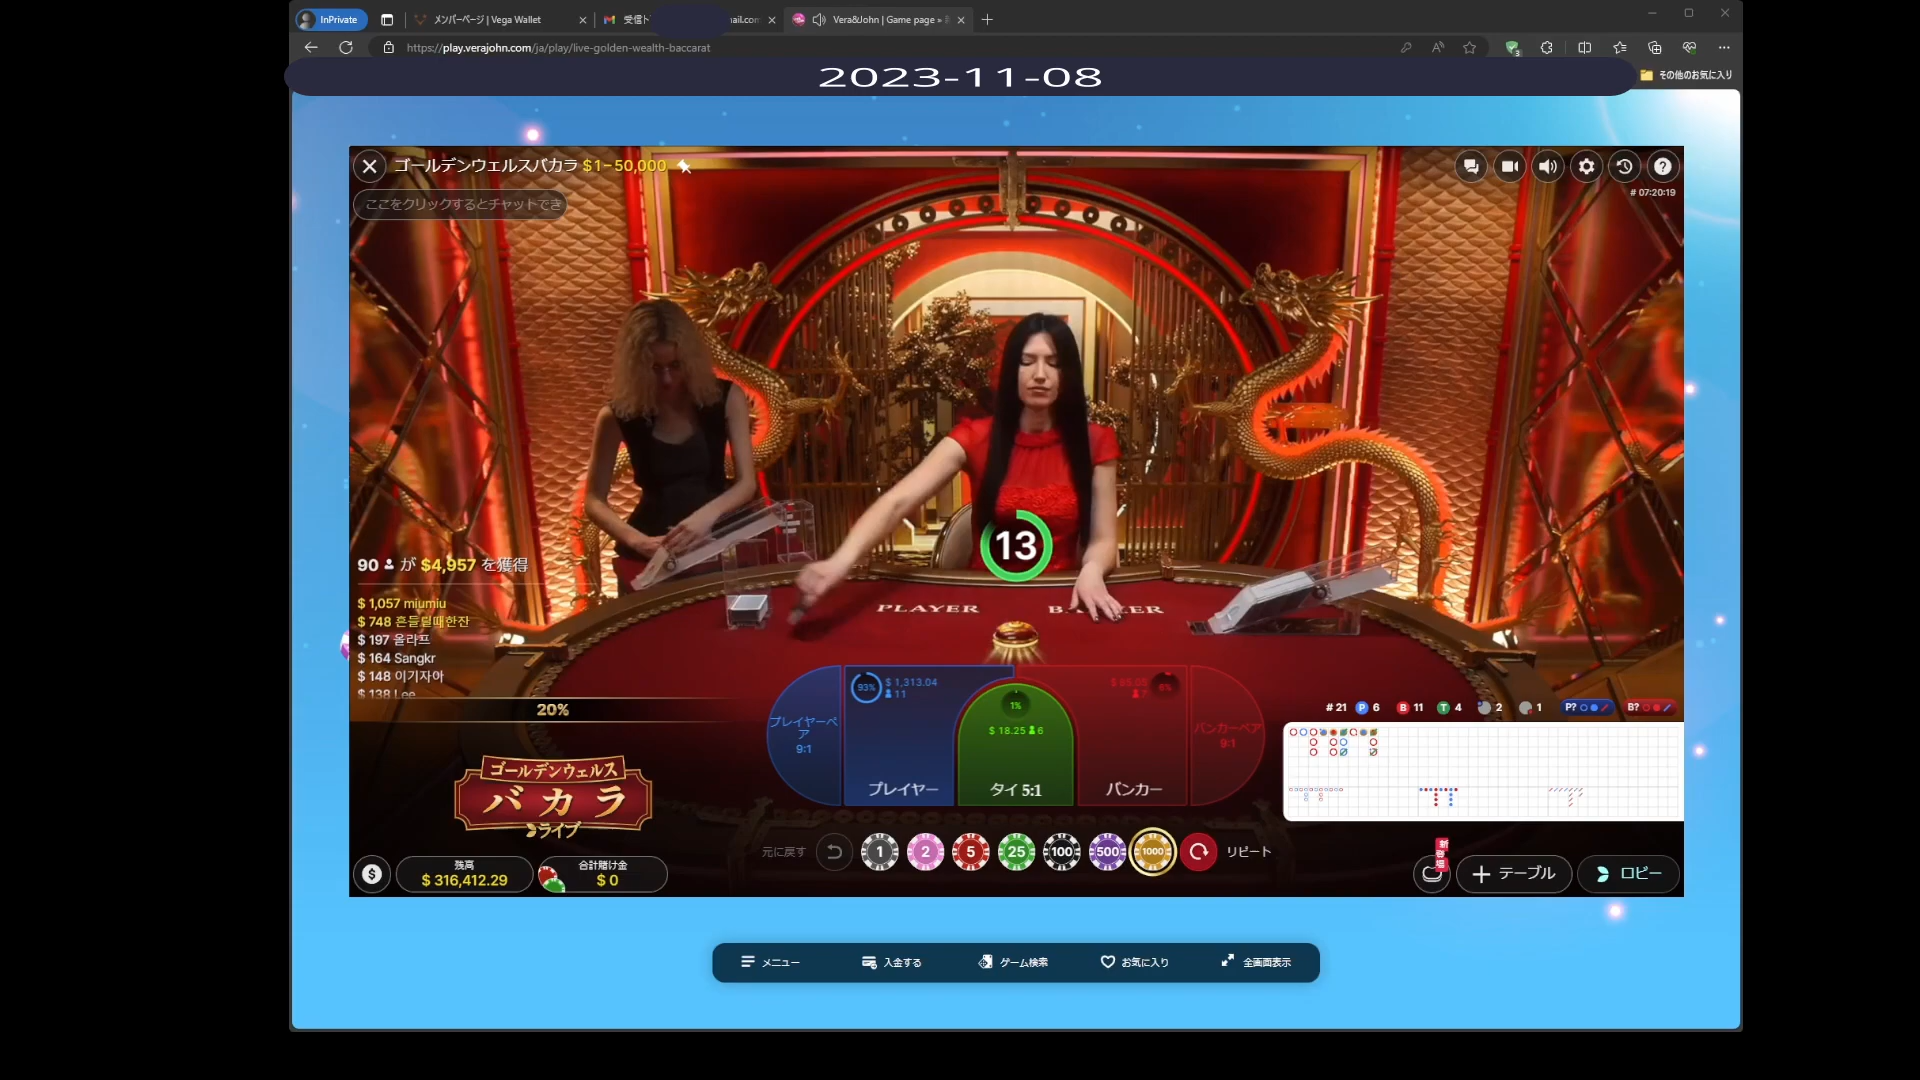 InPrivate
メンバーページ | Vega Wallet
受信ト
ail.com
Vera&John | Game page »
https://play.verajohn.com/ja/play/live-golden-wealth-baccarat
2023-11-08
その他のお気に入り
ゴールデンウェルスバカラ $1-50,000
# 07:20:19
ここをクリックするとチャットでき
13
PLAYER
90 が $4,957 を獲得
$ 1,057 miumiu
$ 748 흔들릴때한잔
$ 197 올라프
$ 164 Sangkr
$ 148 이기자아
$ 138 Lee
20%
93%
$ 1,313.04
11
6%
7
1%
$ 18.25 6
プレイヤーペア
9:1
プレイヤー
タイ 5:1
バンカー
バンカーペア
9:1
# 21 P 6 B 11 T 4 2 1 P? B?
ゴールデンウェルス
バカラ
ライブ
元に戻す
1
2
5
25
100
500
1000
リピート
残高
$ 316,412.29
合計賭け金
$ 0
テーブル
ロビー
メニュー
入金する
ゲーム検索
お気に入り
全画面表示